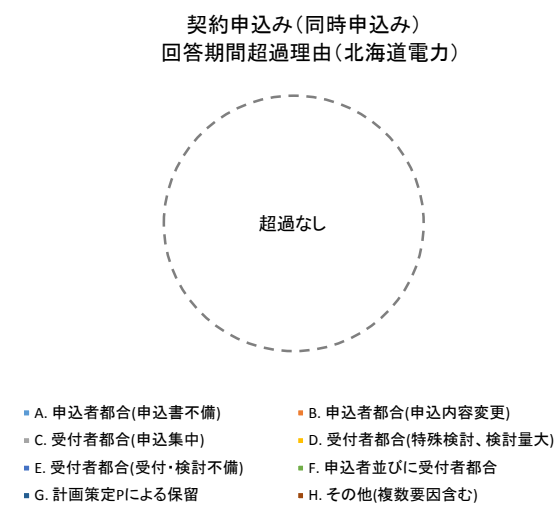 契約申込み(同時申込み)
回答期間超過理由(北海道電力)
超過なし
A. 申込者都合(申込書不備)
B. 申込者都合(申込内容変更)
C. 受付者都合(申込集中)
D. 受付者都合(特殊検討、検討量大)
E. 受付者都合(受付・検討不備)
F. 申込者並びに受付者都合
G. 計画策定Pによる保留
H. その他(複数要因含む)